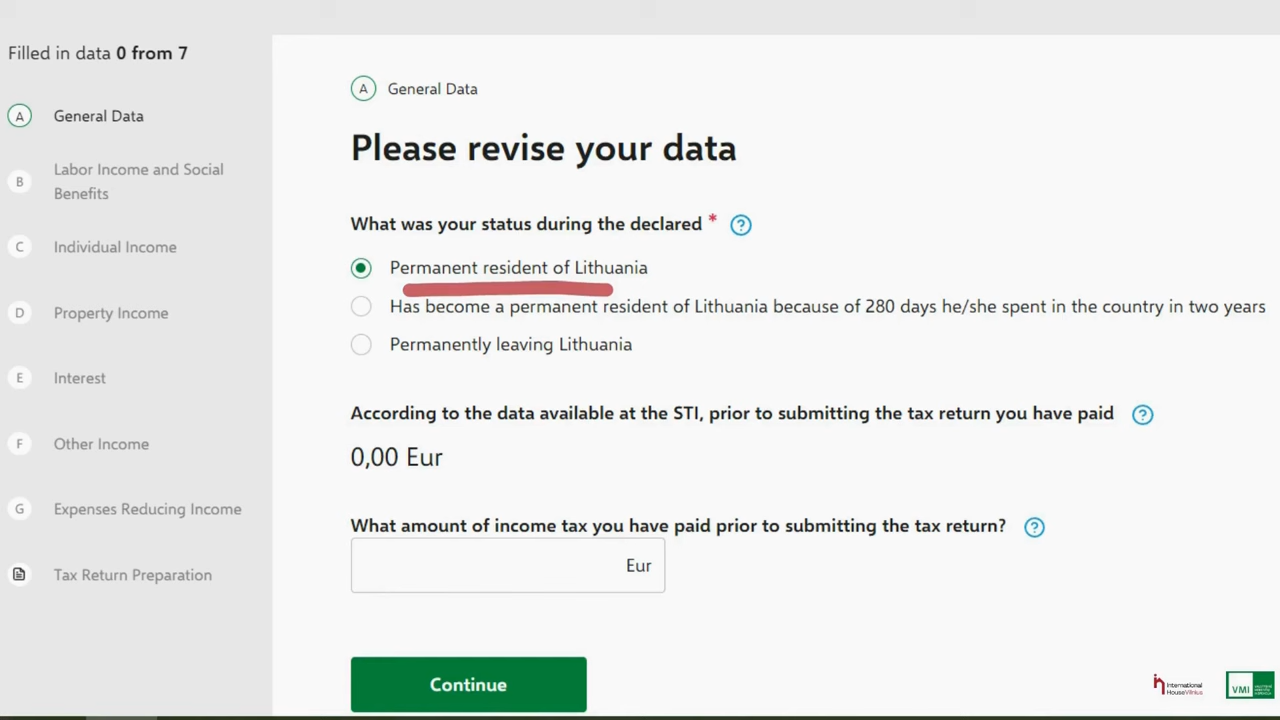 Filled in data 0 from 7
A
General Data
B
Labor Income and Social
Benefits
C
Individual Income
D
Property Income
E
Interest
F
Other Income
G
Expenses Reducing Income
Tax Return Preparation
A
General Data
Please revise your data
What was your status during the declared * ?
Permanent resident of Lithuania
Has become a permanent resident of Lithuania because of 280 days he/she spent in the country in two years
Permanently leaving Lithuania
According to the data available at the STI, prior to submitting the tax return you have paid ?
0,00 Eur
What amount of income tax you have paid prior to submitting the tax return? ?
Eur
Continue
International
House Vilnius
VMI